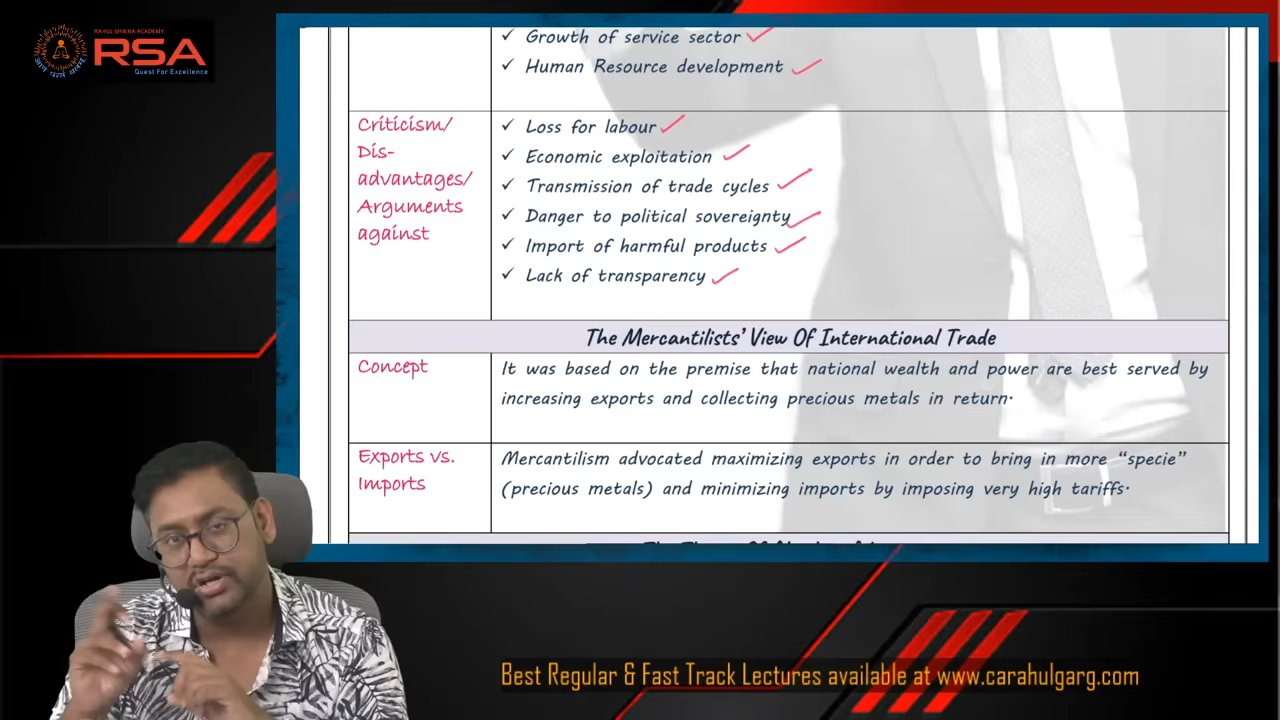 RAHUL SHIKHA ACADEMY
RSA
Quest For Excellence
✓ Growth of service sector
✓ Human Resource development
Criticism/
Dis-
advantages/
Arguments
against
✓ Loss for labour
✓ Economic exploitation
✓ Transmission of trade cycles
✓ Danger to political sovereignty
✓ Import of harmful products
✓ Lack of transparency
The Mercantilists' View Of International Trade
Concept
It was based on the premise that national wealth and power are best served by
increasing exports and collecting precious metals in return.
Exports vs.
Imports
Mercantilism advocated maximizing exports in order to bring in more “specie”
(precious metals) and minimizing imports by imposing very high tariffs.
Best Regular & Fast Track Lectures available at www.carahulgarg.com